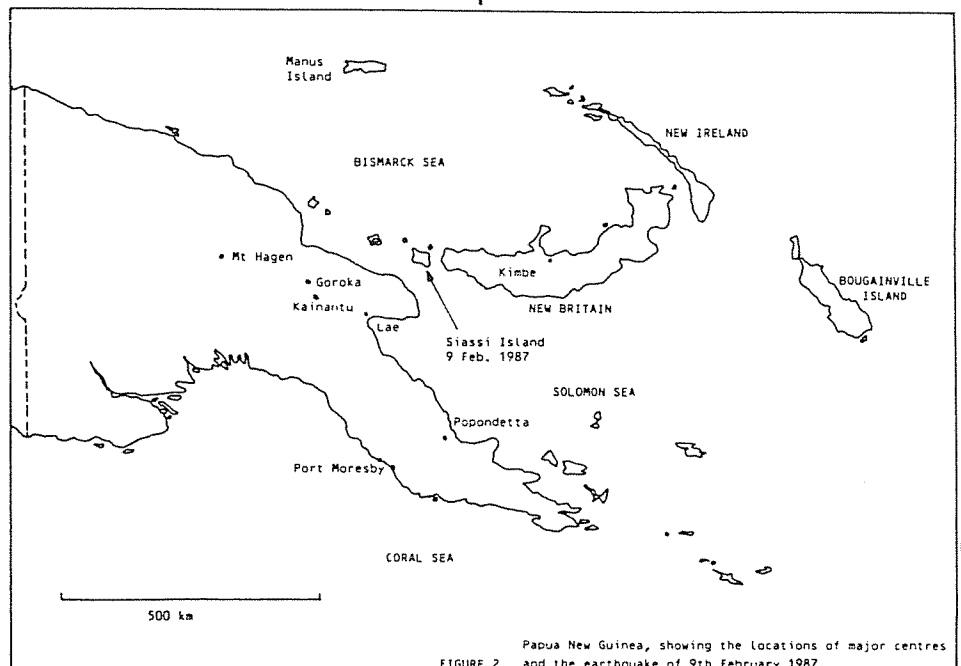 Manus
Island
NEW IRELAND
BISMARCK SEA
Mt Hagen
Goroka
Kainantu
Lae
Kimbe
NEW BRITAIN
BOUGAINVILLE
ISLAND
Siassi Island
9 Feb. 1987
SOLOMON SEA
Popondetta
Port Moresby
CORAL SEA
500 km
Papua New Guinea, showing the locations of major centres
FIGURE 2 and the earthquake of 9th February 1987